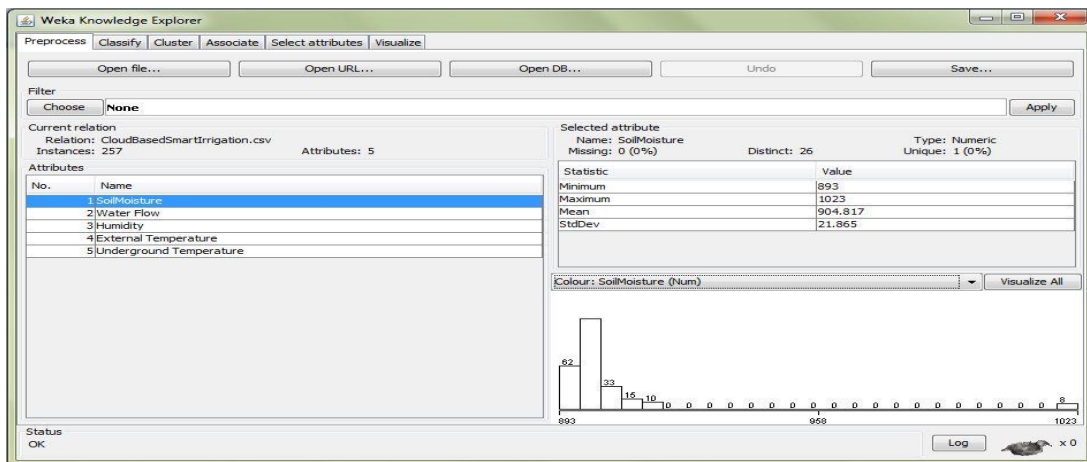 Weka Knowledge Explorer
Preprocess Classify Cluster Associate Select attributes Visualize
Open file... Open URL... Open DB... Undo Save...
Filter
Choose None Apply
Current relation
Relation: CloudBasedSmartIrrigation.csv
Instances: 257 Attributes: 5
Attributes
No. Name
1 SoilMoisture
2 Water Flow
3 Humidity
4 External Temperature
5 Underground Temperature
Selected attribute
Name: SoilMoisture Type: Numeric
Missing: 0 (0%) Distinct: 26 Unique: 1 (0%)
Statistic Value
Minimum 893
Maximum 1023
Mean 904.817
StdDev 21.865
Colour: SoilMoisture (Num) Visualize All
62
33
15 10 0 0 0 0 0 0 0 0 0 0 0 0 0 0 0 0 0 0 8
893 958 1023
Status
OK
Log x 0